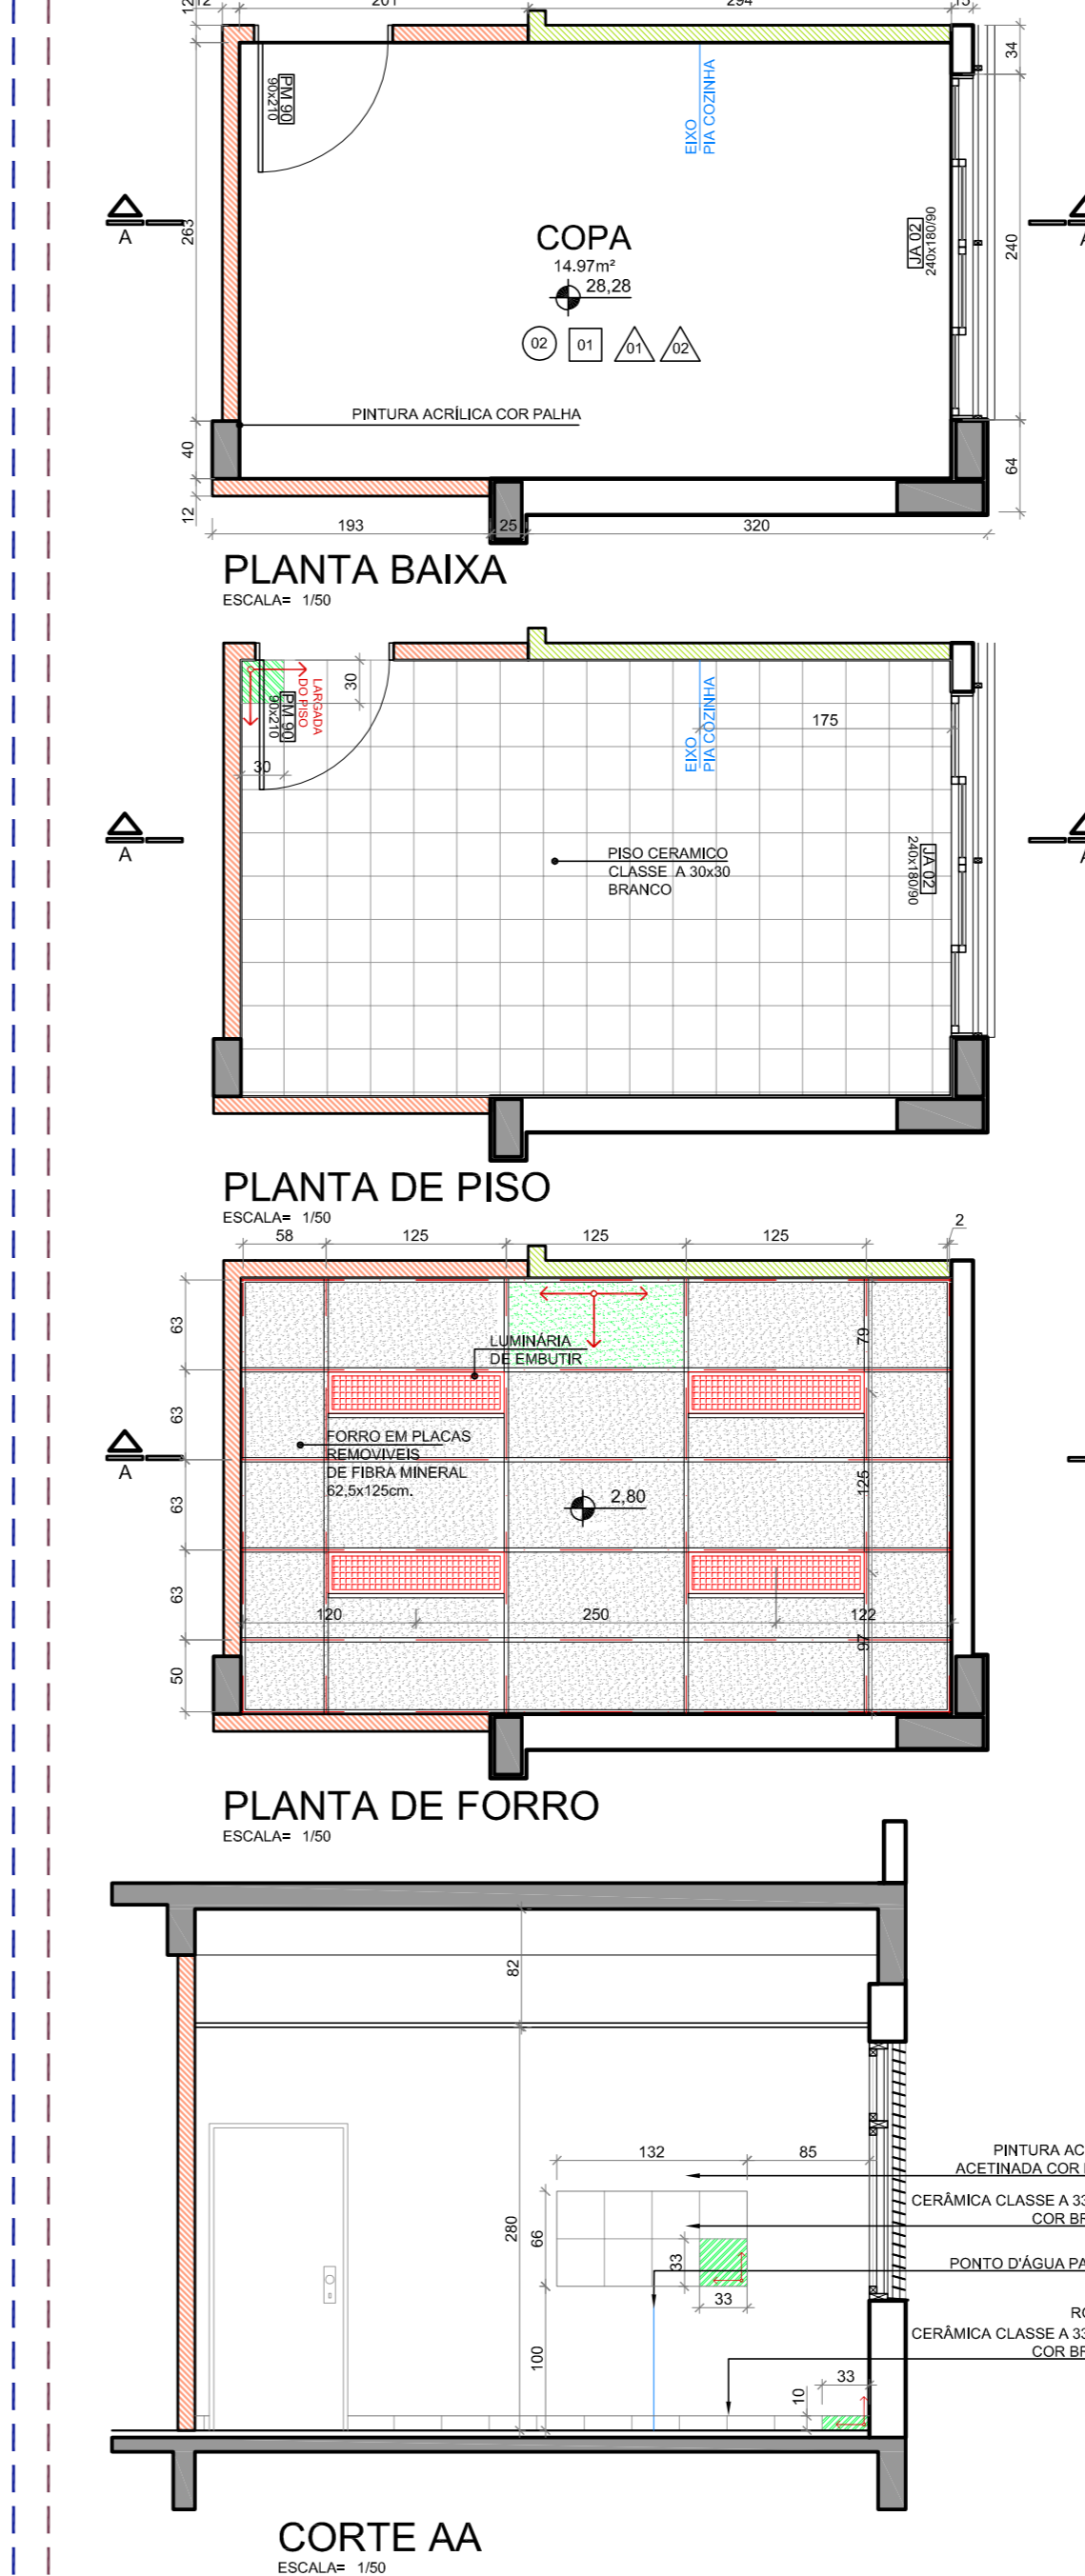 12
12
201
294
15
34
PM 90
90x210
EIXO
PIA COZINHA
A
263
COPA
14.97m²
28,28
02
01
01
02
JA 02
240x180/90
240
A
PINTURA ACRÍLICA COR PALHA
40
12
64
193
25
320
PLANTA BAIXA
ESCALA= 1/50
LARGADA
DO PISO
PM 90
90x210
30
30
EIXO
PIA COZINHA
175
A
PISO CERAMICO
CLASSE A 30x30
BRANCO
JA 02
240x180/90
A
PLANTA DE PISO
ESCALA= 1/50
58
125
125
125
2
63
79
LUMINÁRIA
DE EMBUTIR
63
A
FORRO EM PLACAS
REMOVIVEIS
DE FIBRA MINERAL
62,5x125cm.
2,80
125
63
63
120
250
122
97
50
PLANTA DE FORRO
ESCALA= 1/50
82
280
132
85
66
33
33
100
PINTURA AC
ACETINADA COR
CERÂMICA CLASSE A 33
COR BR
PONTO D'ÁGUA PA
RO
CERÂMICA CLASSE A 33
COR BR
33
10
CORTE AA
ESCALA= 1/50